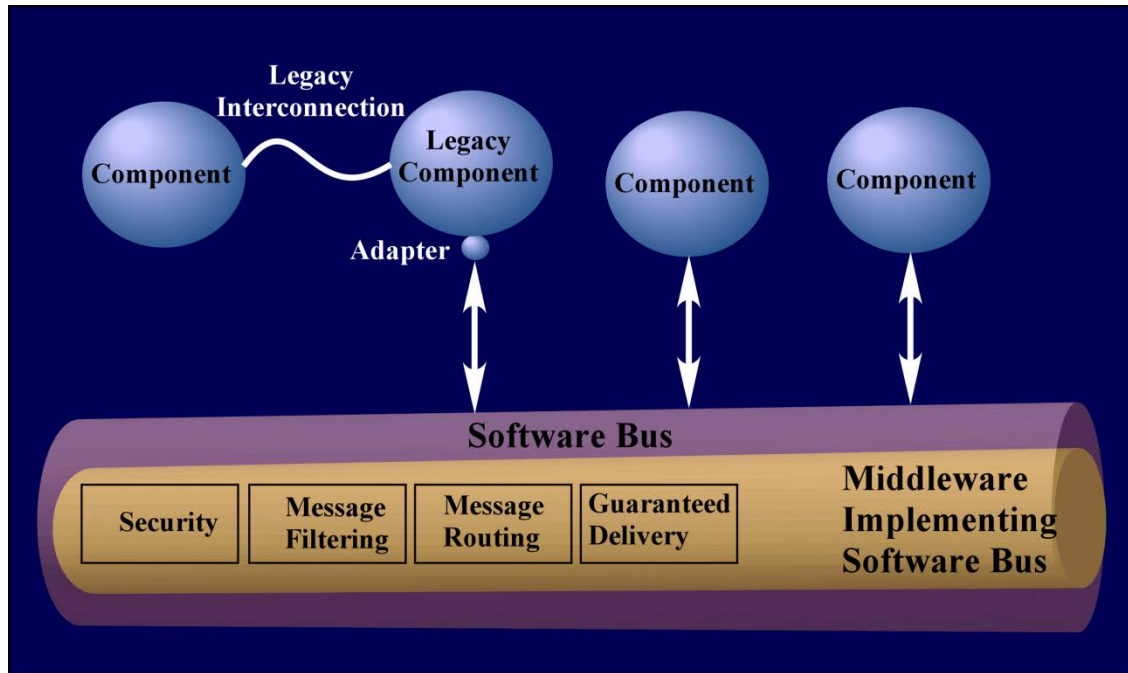 Legacy
Interconnection
Component
Legacy
Component
Component
Component
Adapter
Software Bus
Security
Message
Filtering
Message
Routing
Guaranteed
Delivery
Middleware
Implementing
Software Bus